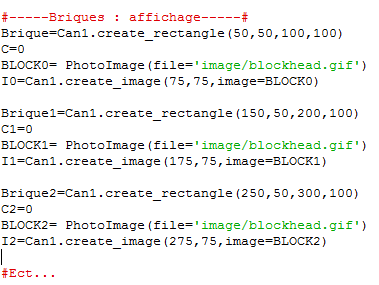 #-----Briques : affichage-----#
Brique=Can1.create_rectangle(50,50,100,100)
C=0
BLOCK0= PhotoImage(file='image/blockhead.gif')
I0=Can1.create_image(75,75,image=BLOCK0)
Brique1=Can1.create_rectangle(150,50,200,100)
C1=0
BLOCK1= PhotoImage(file='image/blockhead.gif')
I1=Can1.create_image(175,75,image=BLOCK1)
Brique2=Can1.create_rectangle(250,50,300,100)
C2=0
BLOCK2= PhotoImage(file='image/blockhead.gif')
I2=Can1.create_image(275,75,image=BLOCK2)
#Ect...